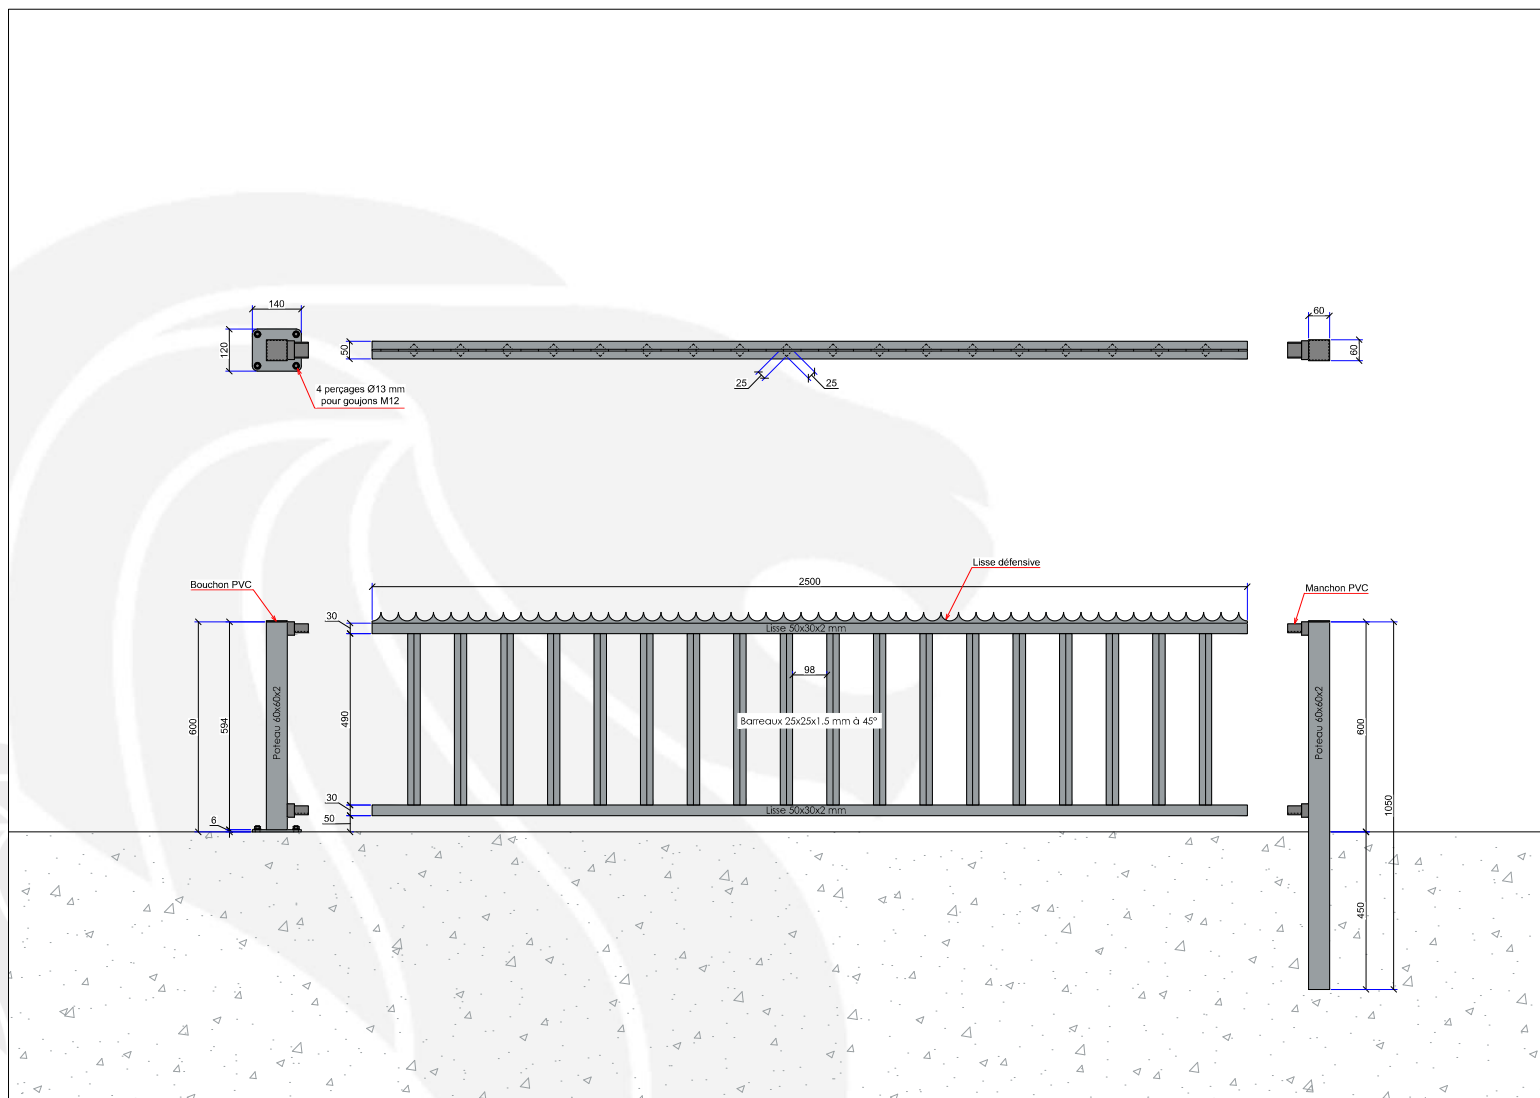 140
120
4 perçages Ø13 mm
pour goujons M12
50
25
25
60
60
Bouchon PVC
Lisse défensive
Manchon PVC
2500
30
Lisse 50x30x2 mm
98
Barreaux 25x25x1.5 mm à 45°
600
594
Poteau 60x60x2
490
30
50
6
Lisse 50x30x2 mm
Poteau 60x60x2
600
1050
450